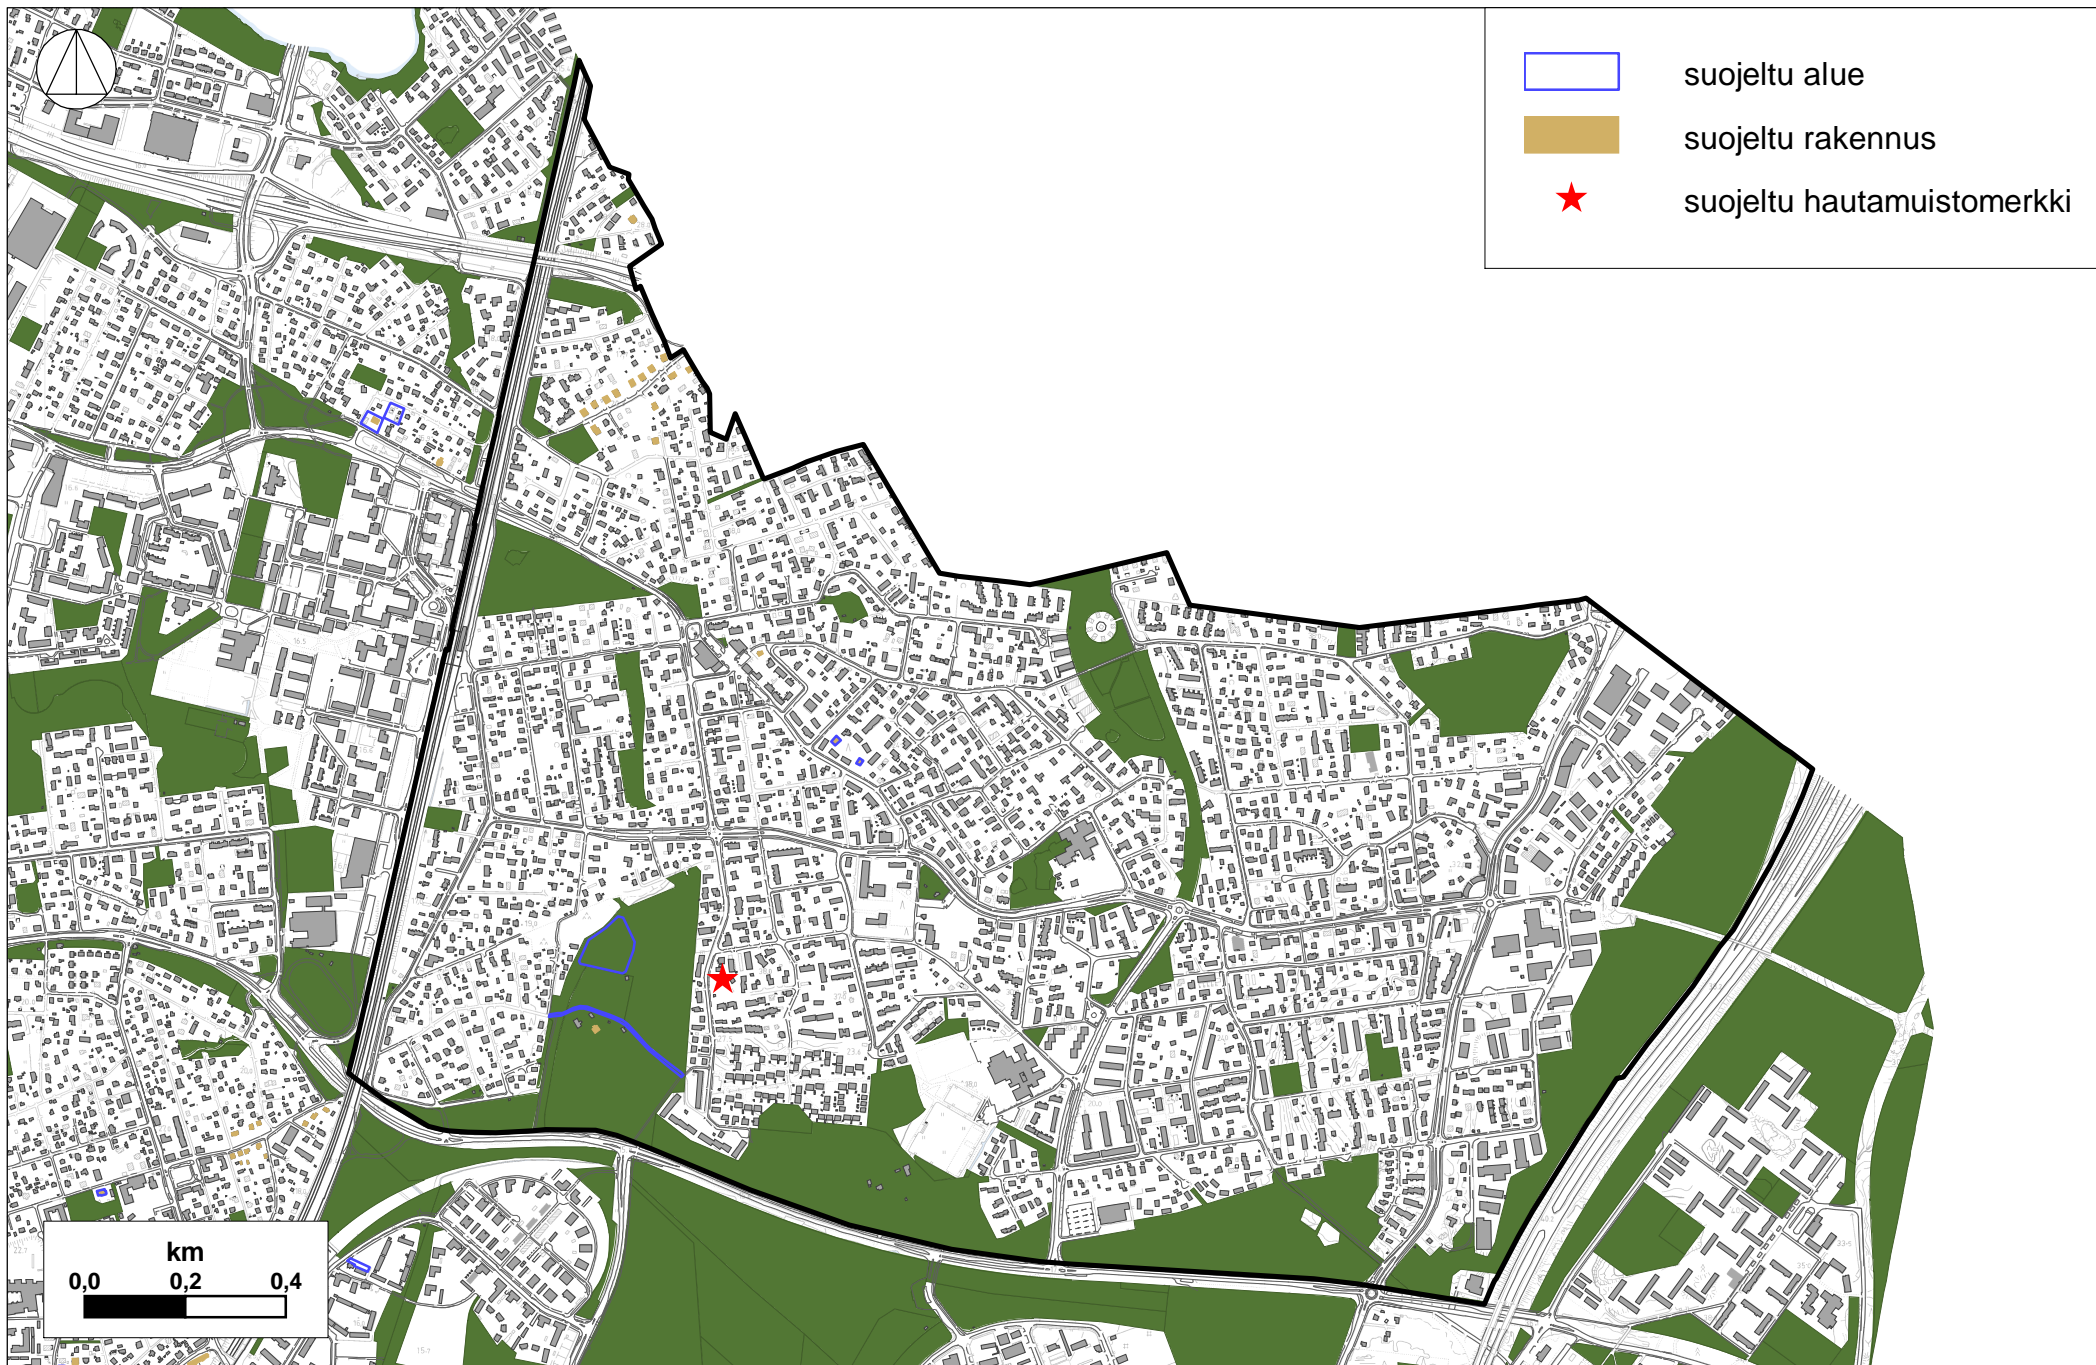 suojeltu alue
suojeltu rakennus
suojeltu hautamuistomerkki
km
0,0 0,2 0,4